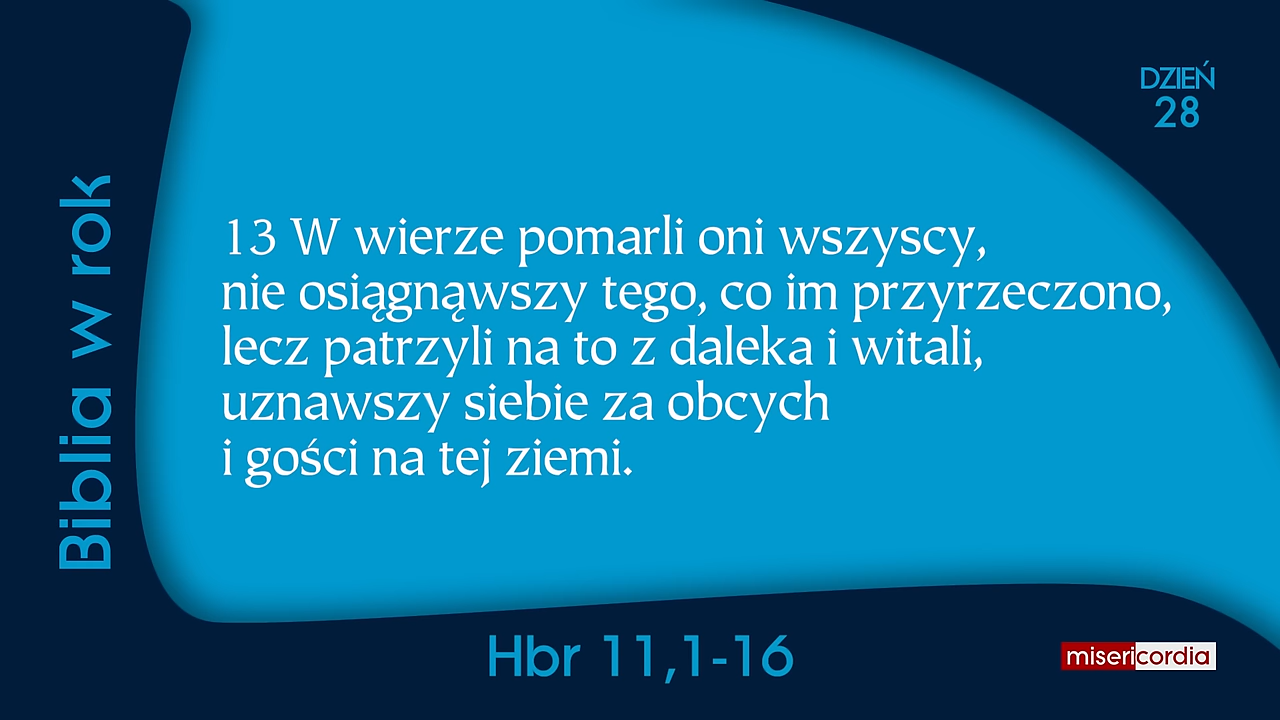 DZIEŃ
28
Biblia w rok
13 W wierze pomarli oni wszyscy,
nie osiągnąwszy tego, co im przyrzeczono,
lecz patrzyli na to z daleka i witali,
uznawszy siebie za obcych
i gości na tej ziemi.
Hbr 11,1-16
misericordia